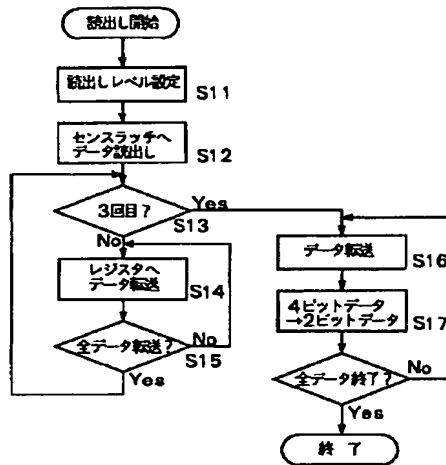 読出し開始
読出しレベル設定
S11
センスラッチへ
データ読出し
S12
3回目?
Yes
S13
No
レジスタへ
データ転送
S14
全データ転送?
No
S15
Yes
データ転送
S16
4ビットデータ
→2ビットデータ
S17
全データ終了?
No
Yes
終了